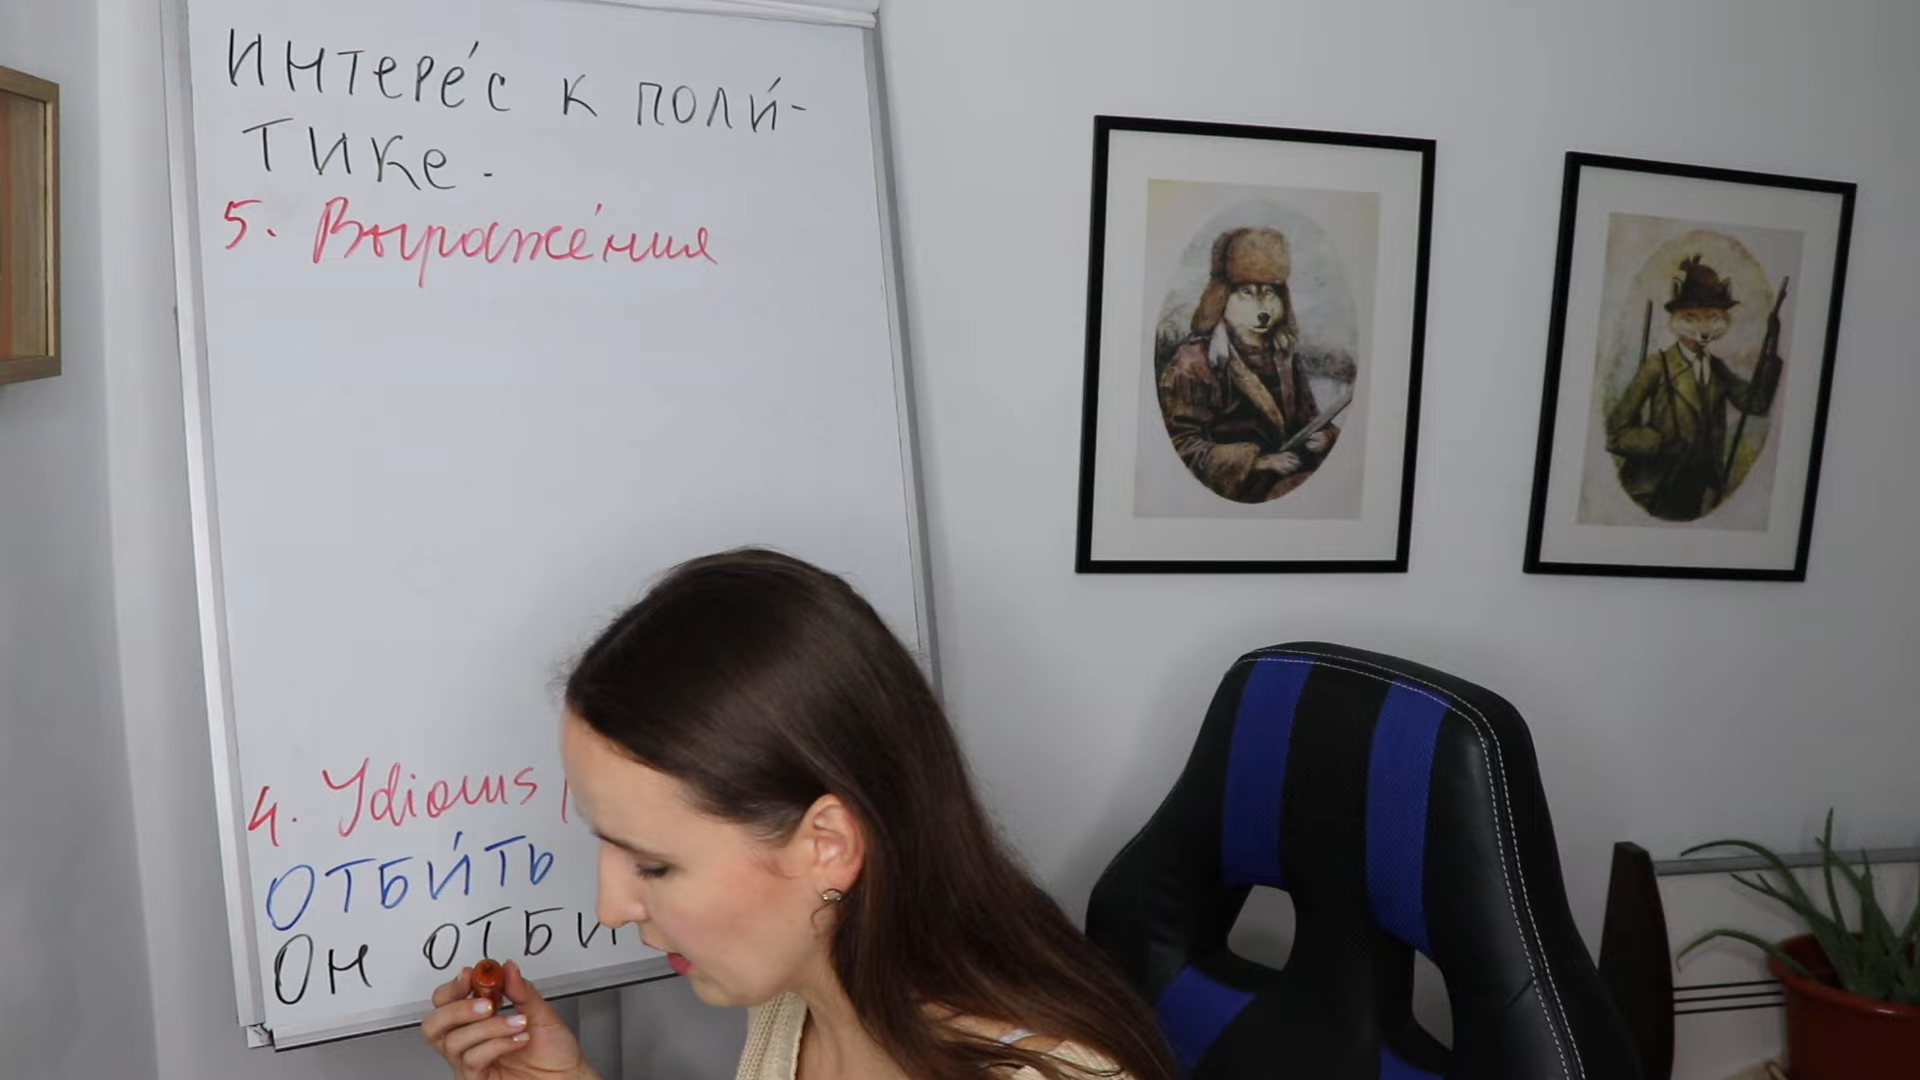 ИНТЕРЕ́С К ПОЛИ́-
ТИКЕ.
5. Выраже́ния
4. Idioms
ОТБИ́ТЬ
ОН ОТБИ